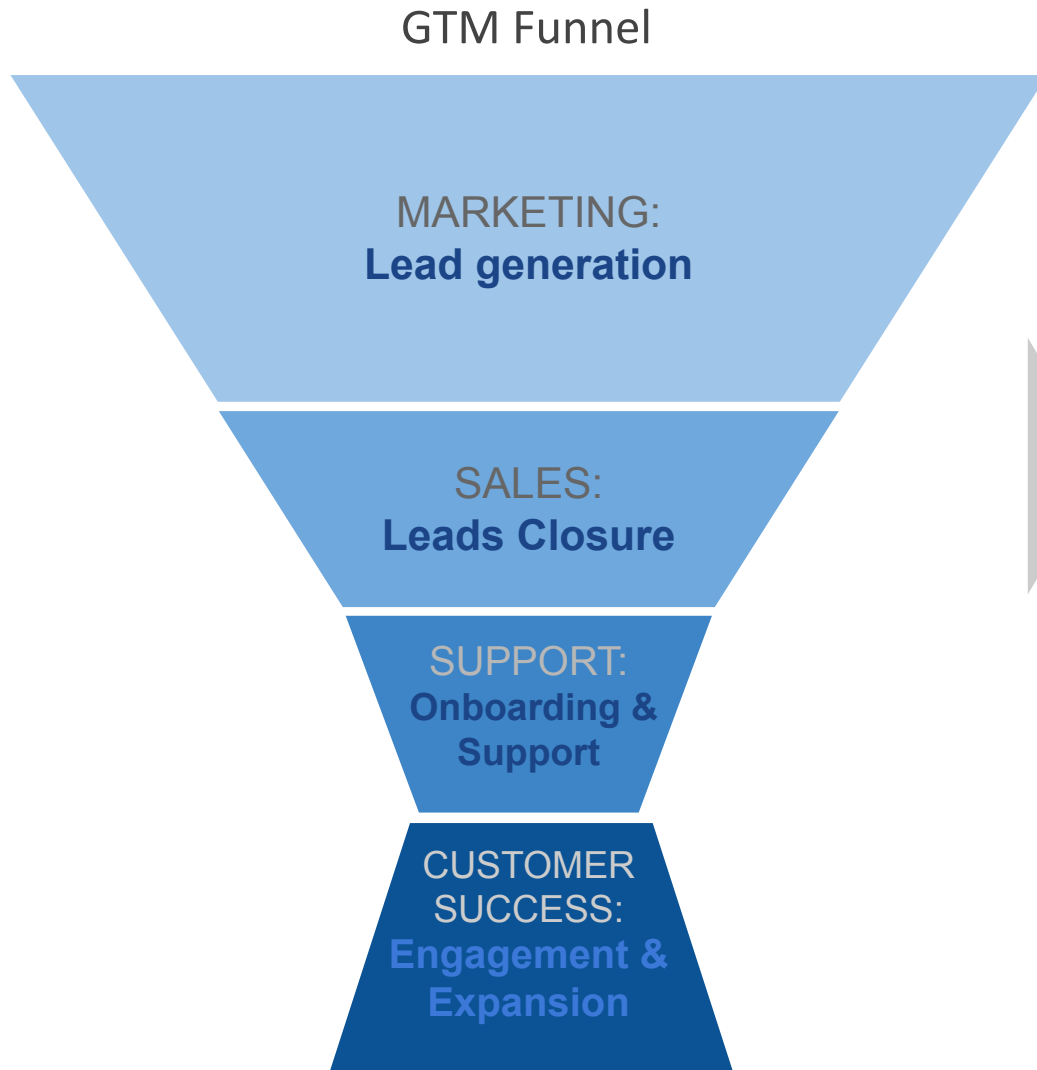 GTM Funnel
MARKETING:
Lead generation
SALES:
Leads Closure
SUPPORT:
Onboarding &
Support
CUSTOMER
SUCCESS:
Engagement &
Expansion